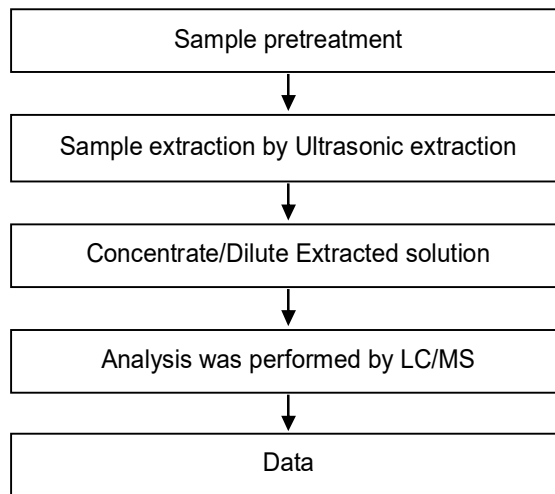 Sample pretreatment
Sample extraction by Ultrasonic extraction
Concentrate/Dilute Extracted solution
Analysis was performed by LC/MS
Data